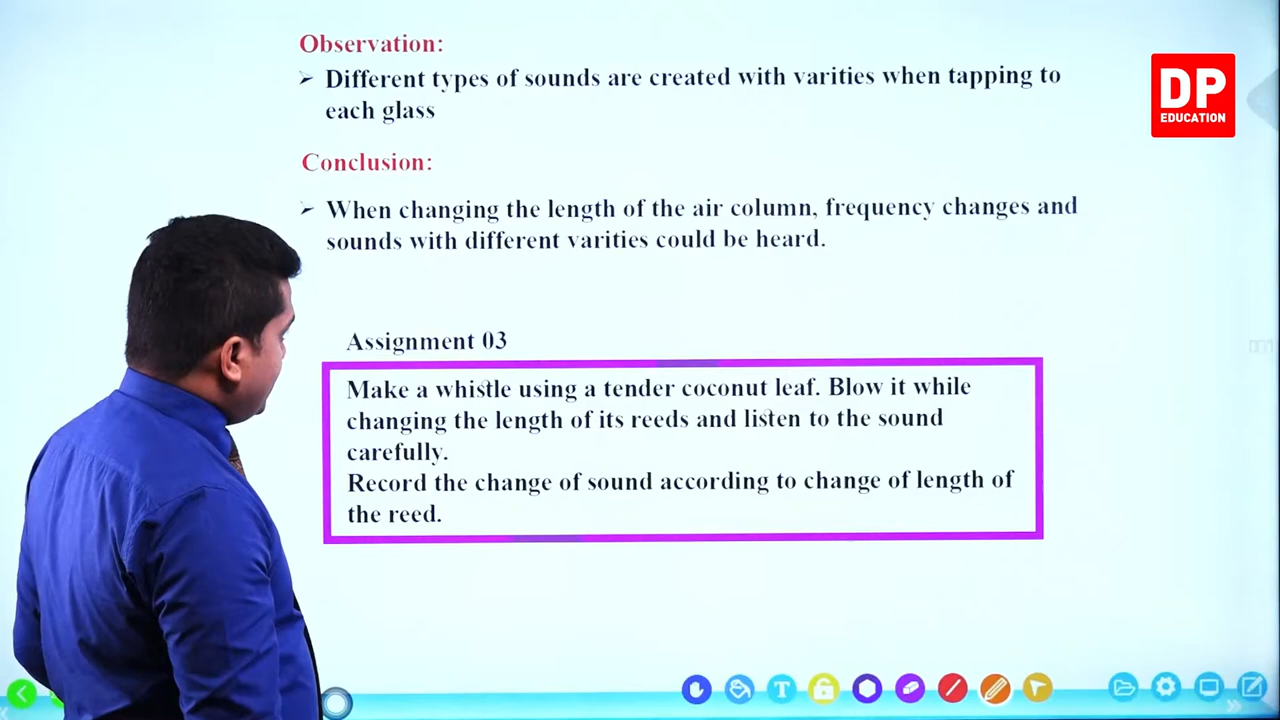 Observation:
➢ Different types of sounds are created with varities when tapping to
each glass
Conclusion:
➢ When changing the length of the air column, frequency changes and
sounds with different varities could be heard.
Assignment 03
Make a whistle using a tender coconut leaf. Blow it while
changing the length of its reeds and listen to the sound
carefully.
Record the change of sound according to change of length of
the reed.
DP
EDUCATION
T